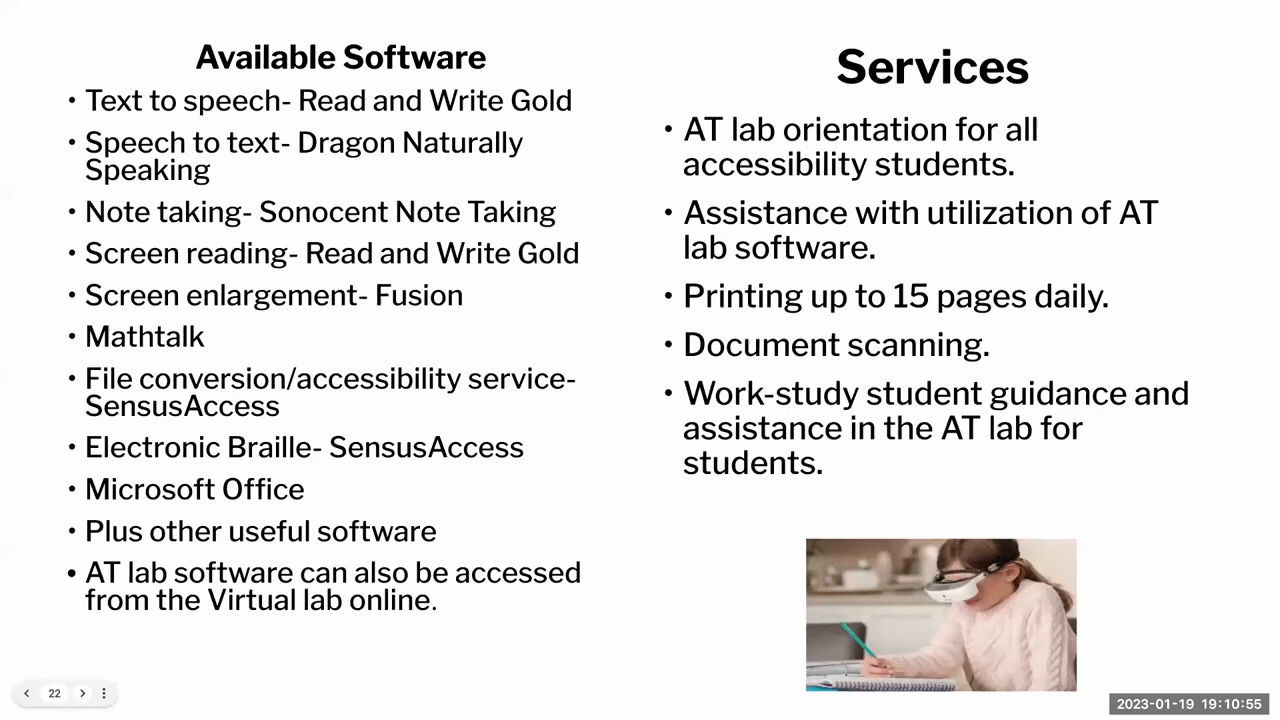 Available Software
• Text to speech- Read and Write Gold
• Speech to text- Dragon Naturally
Speaking
• Note taking- Sonocent Note Taking
• Screen reading- Read and Write Gold
• Screen enlargement- Fusion
• Mathtalk
• File conversion/accessibility service-
SensusAccess
• Electronic Braille- SensusAccess
• Microsoft Office
• Plus other useful software
• AT lab software can also be accessed
from the Virtual lab online.
Services
• AT lab orientation for all
accessibility students.
• Assistance with utilization of AT
lab software.
• Printing up to 15 pages daily.
• Document scanning.
• Work-study student guidance and
assistance in the AT lab for
students.
22
2023-01-19 19:10:55